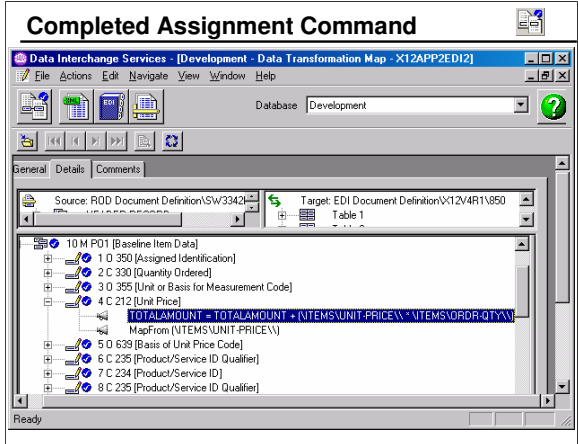 Completed Assignment Command
Data Interchange Services - [Development - Data Transformation Map - X12APP2EDI2]
File Actions Edit Navigate View Window Help
EDI
Database Development
General Details Comments
Source: ROD Document Definition\SW3342
HEADER RECORD
Target: EDI Document Definition\X12V4R1\850
Table 1
10 M PO1 [Baseline Item Data]
1 O 350 [Assigned Identification]
2 C 330 [Quantity Ordered]
3 O 355 [Unit or Basis for Measurement Code]
4 C 212 [Unit Price]
TOTALAMOUNT = TOTALAMOUNT + (\ITEMS\UNIT-PRICE\\ * \ITEMS\ORDR-QTY\\)
MapFrom (\ITEMS\UNIT-PRICE\\)
5 O 639 [Basis of Unit Price Code]
6 C 235 [Product/Service ID Qualifier]
7 C 234 [Product/Service ID]
8 C 235 [Product/Service ID Qualifier]
Ready